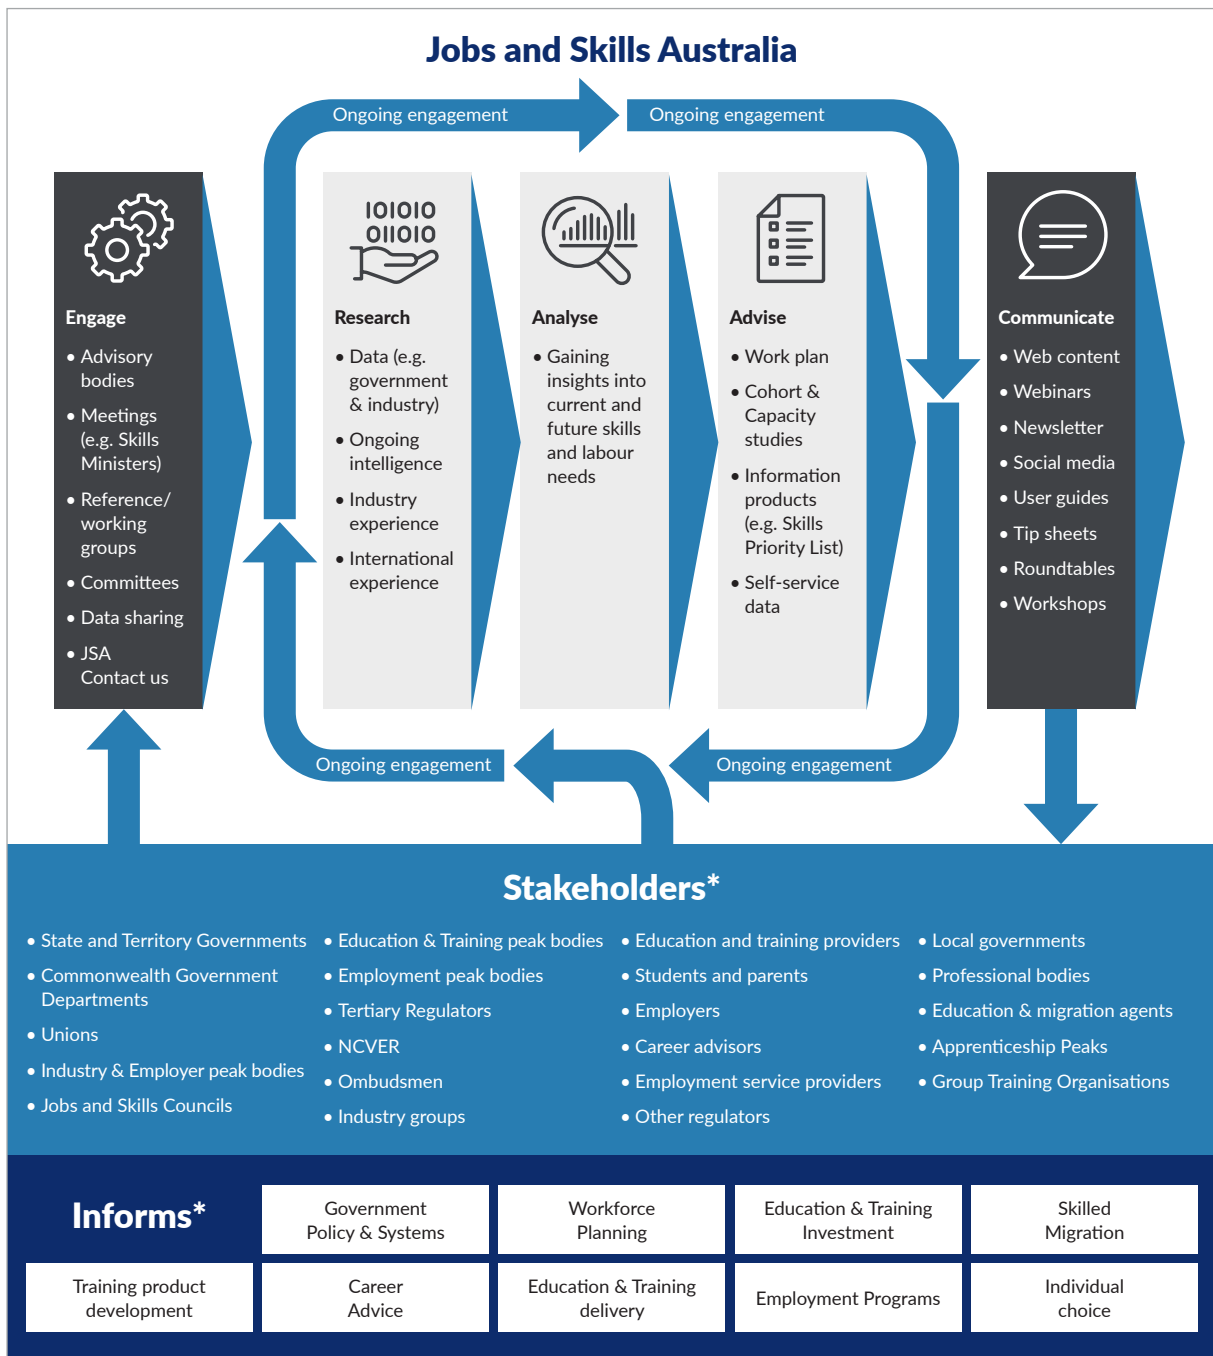 Jobs and Skills Australia
Ongoing engagement
Ongoing engagement
Engage
• Advisory
bodies
• Meetings
(e.g. Skills
Ministers)
• Reference/
working
groups
• Committees
• Data sharing
• JSA
Contact us
101010
011010
Research
• Data (e.g.
government
& industry)
• Ongoing
intelligence
• Industry
experience
• International
experience
Analyse
• Gaining
insights into
current and
future skills
and labour
needs
Advise
• Work plan
• Cohort &
Capacity
studies
• Information
products
(e.g. Skills
Priority List)
• Self-service
data
Communicate
• Web content
• Webinars
• Newsletter
• Social media
• User guides
• Tip sheets
• Roundtables
• Workshops
Ongoing engagement
Ongoing engagement
Stakeholders*
• State and Territory Governments
• Commonwealth Government
Departments
• Unions
• Industry & Employer peak bodies
• Jobs and Skills Councils
• Education & Training peak bodies
• Employment peak bodies
• Tertiary Regulators
• NCVER
• Ombudsmen
• Industry groups
• Education and training providers
• Students and parents
• Employers
• Career advisors
• Employment service providers
• Other regulators
• Local governments
• Professional bodies
• Education & migration agents
• Apprenticeship Peaks
• Group Training Organisations
Informs*
Government
Policy & Systems
Workforce
Planning
Education & Training
Investment
Skilled
Migration
Training product
development
Career
Advice
Education & Training
delivery
Employment Programs
Individual
choice